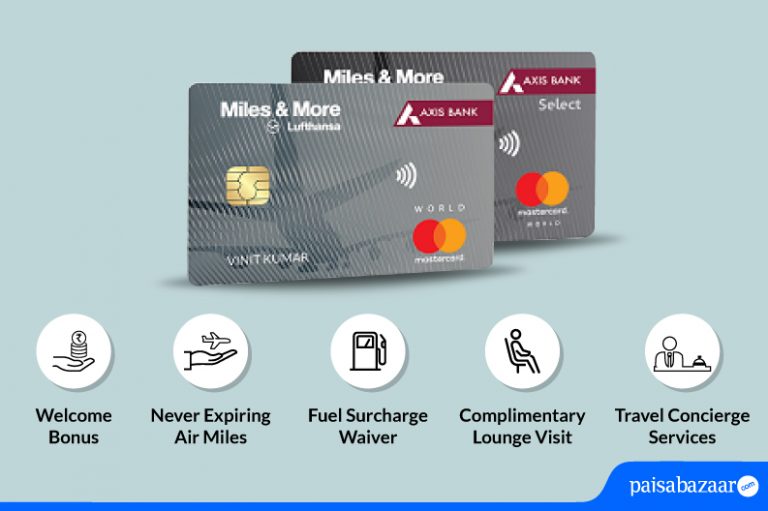 Miles & More
AXIS BANK
Select
mastercard.
WORLD
Miles & More
Lufthansa
AXIS BANK
WORLD
mastercard.
VINIT KUMAR
Welcome
Bonus
Never Expiring
Air Miles
Fuel Surcharge
Waiver
Complimentary
Lounge Visit
Travel Concierge
Services
paisabazaar.com